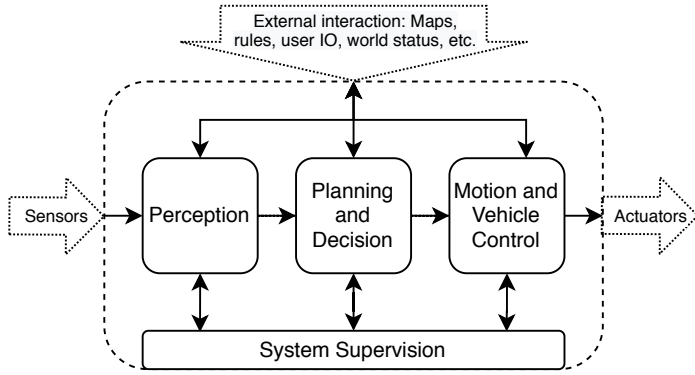 External interaction: Maps,
rules, user IO, world status, etc.
Sensors
Perception
Planning
and
Decision
Motion and
Vehicle
Control
Actuators
System Supervision